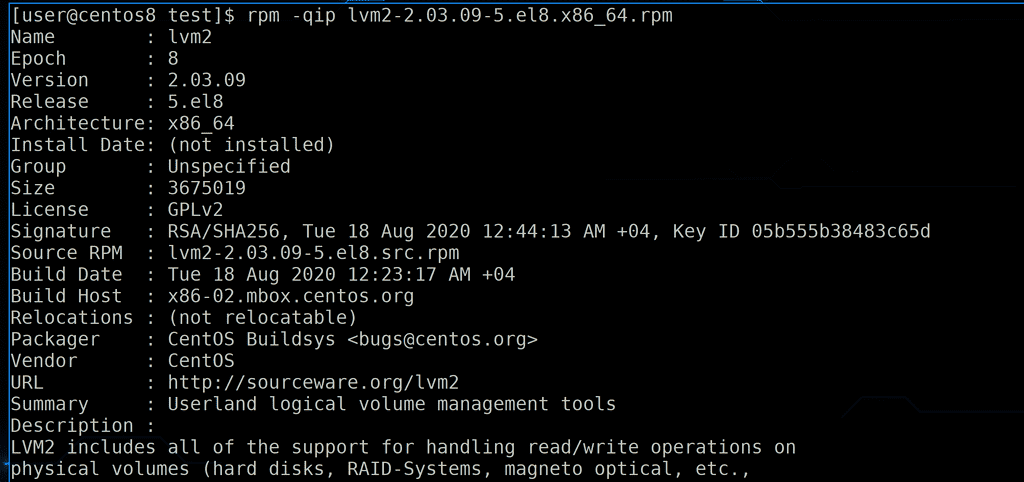 [user@centos8 test]$ rpm -qip lvm2-2.03.09-5.el8.x86_64.rpm
Name        : lvm2
Epoch       : 8
Version     : 2.03.09
Release     : 5.el8
Architecture: x86_64
Install Date: (not installed)
Group       : Unspecified
Size        : 3675019
License     : GPLv2
Signature   : RSA/SHA256, Tue 18 Aug 2020 12:44:13 AM +04, Key ID 05b555b38483c65d
Source RPM  : lvm2-2.03.09-5.el8.src.rpm
Build Date  : Tue 18 Aug 2020 12:23:17 AM +04
Build Host  : x86-02.mbox.centos.org
Relocations : (not relocatable)
Packager    : CentOS Buildsys <bugs@centos.org>
Vendor      : CentOS
URL         : http://sourceware.org/lvm2
Summary     : Userland logical volume management tools
Description :
LVM2 includes all of the support for handling read/write operations on
physical volumes (hard disks, RAID-Systems, magneto optical, etc.,